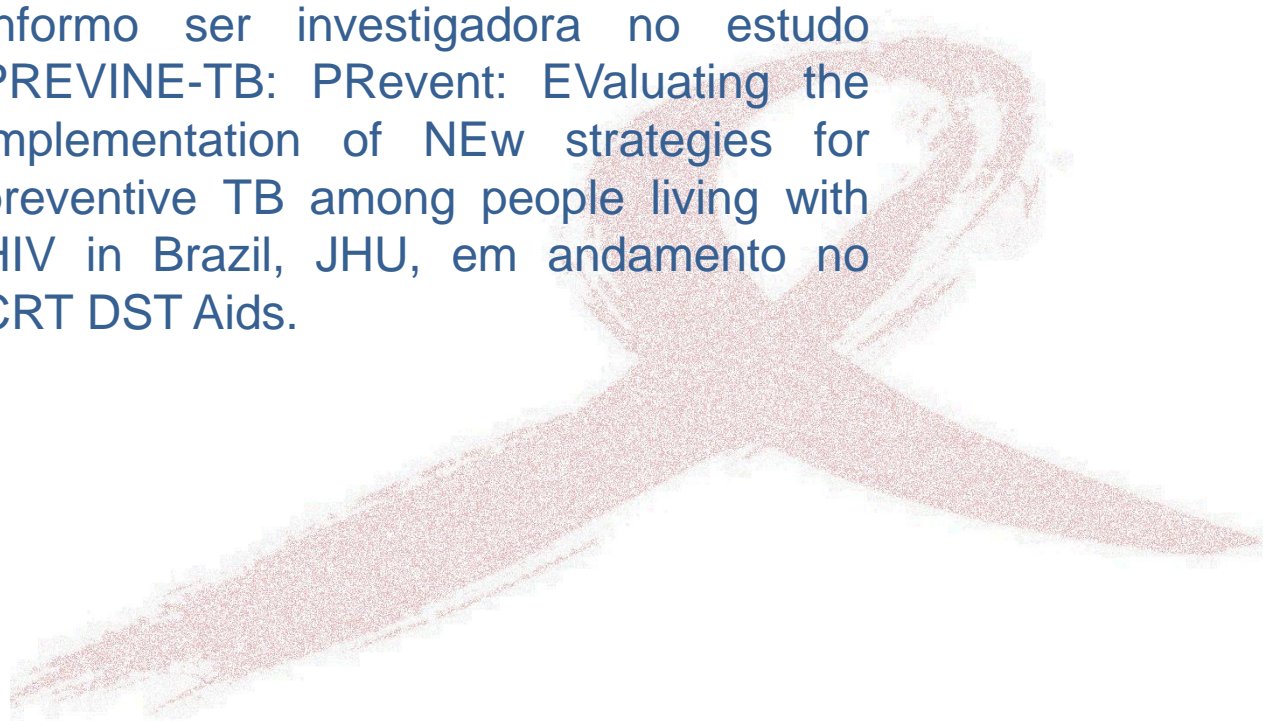 nformo ser investigadora no estudo
PREVINE-TB: PRevent: EValuating the
mplementation of NEw strategies for
preventive TB among people living with
HIV in Brazil, JHU, em andamento no
CRT DST Aids.